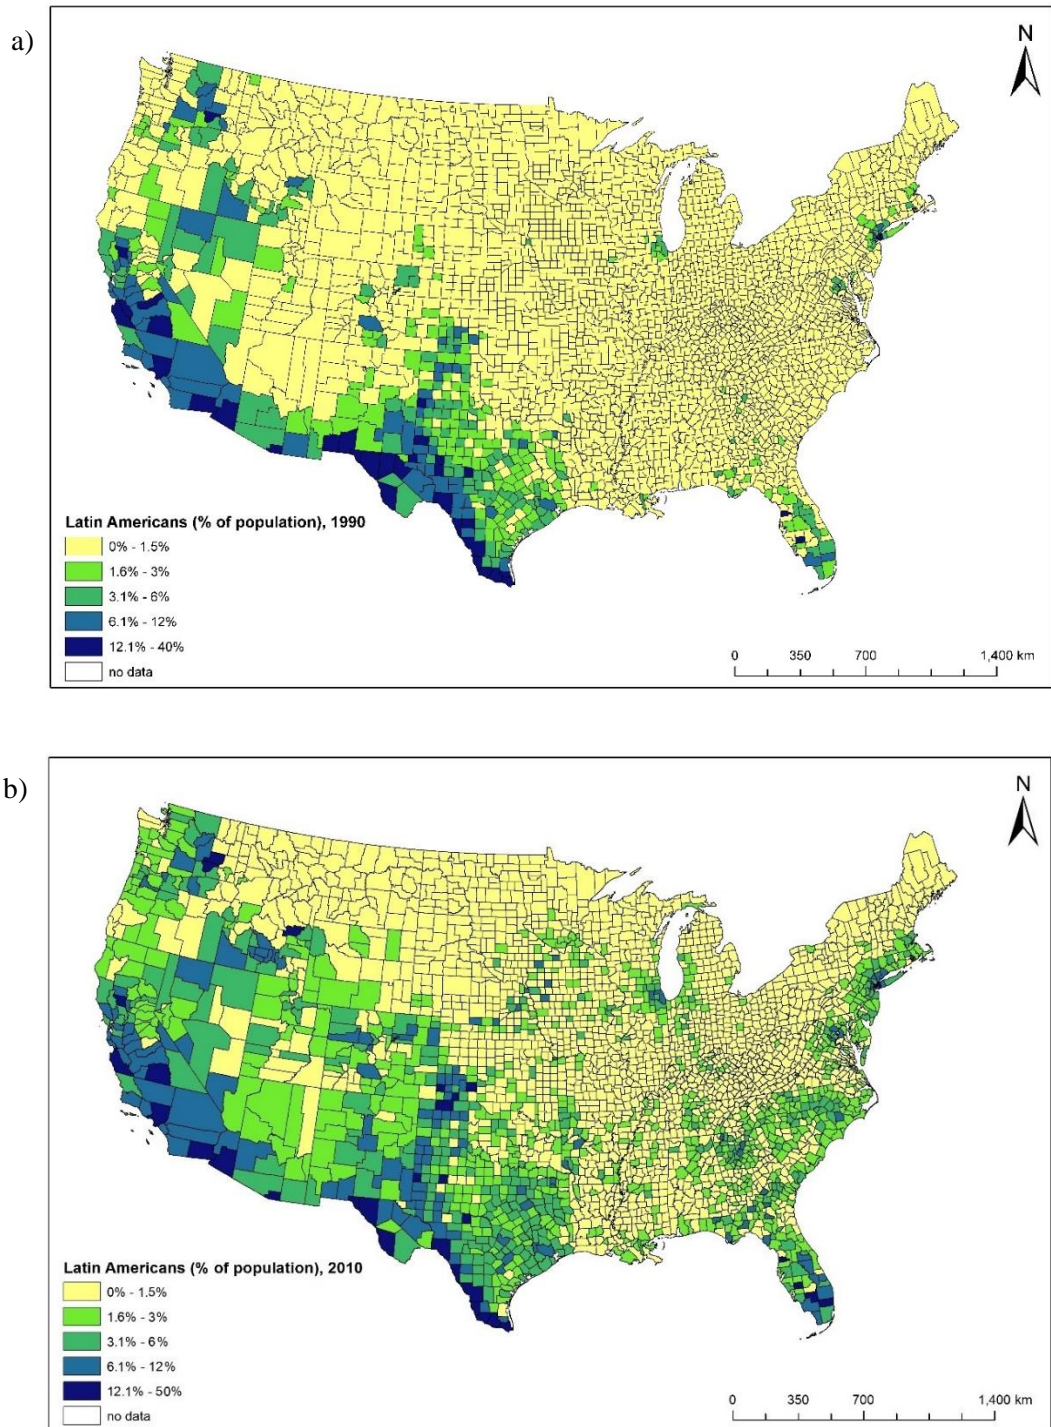 a)
N
Latin Americans (% of population), 1990
0% - 1.5%
1.6% - 3%
3.1% - 6%
6.1% - 12%
12.1% - 40%
no data
0 350 700 1,400 km
b)
N
Latin Americans (% of population), 2010
0% - 1.5%
1.6% - 3%
3.1% - 6%
6.1% - 12%
12.1% - 50%
no data
0 350 700 1,400 km